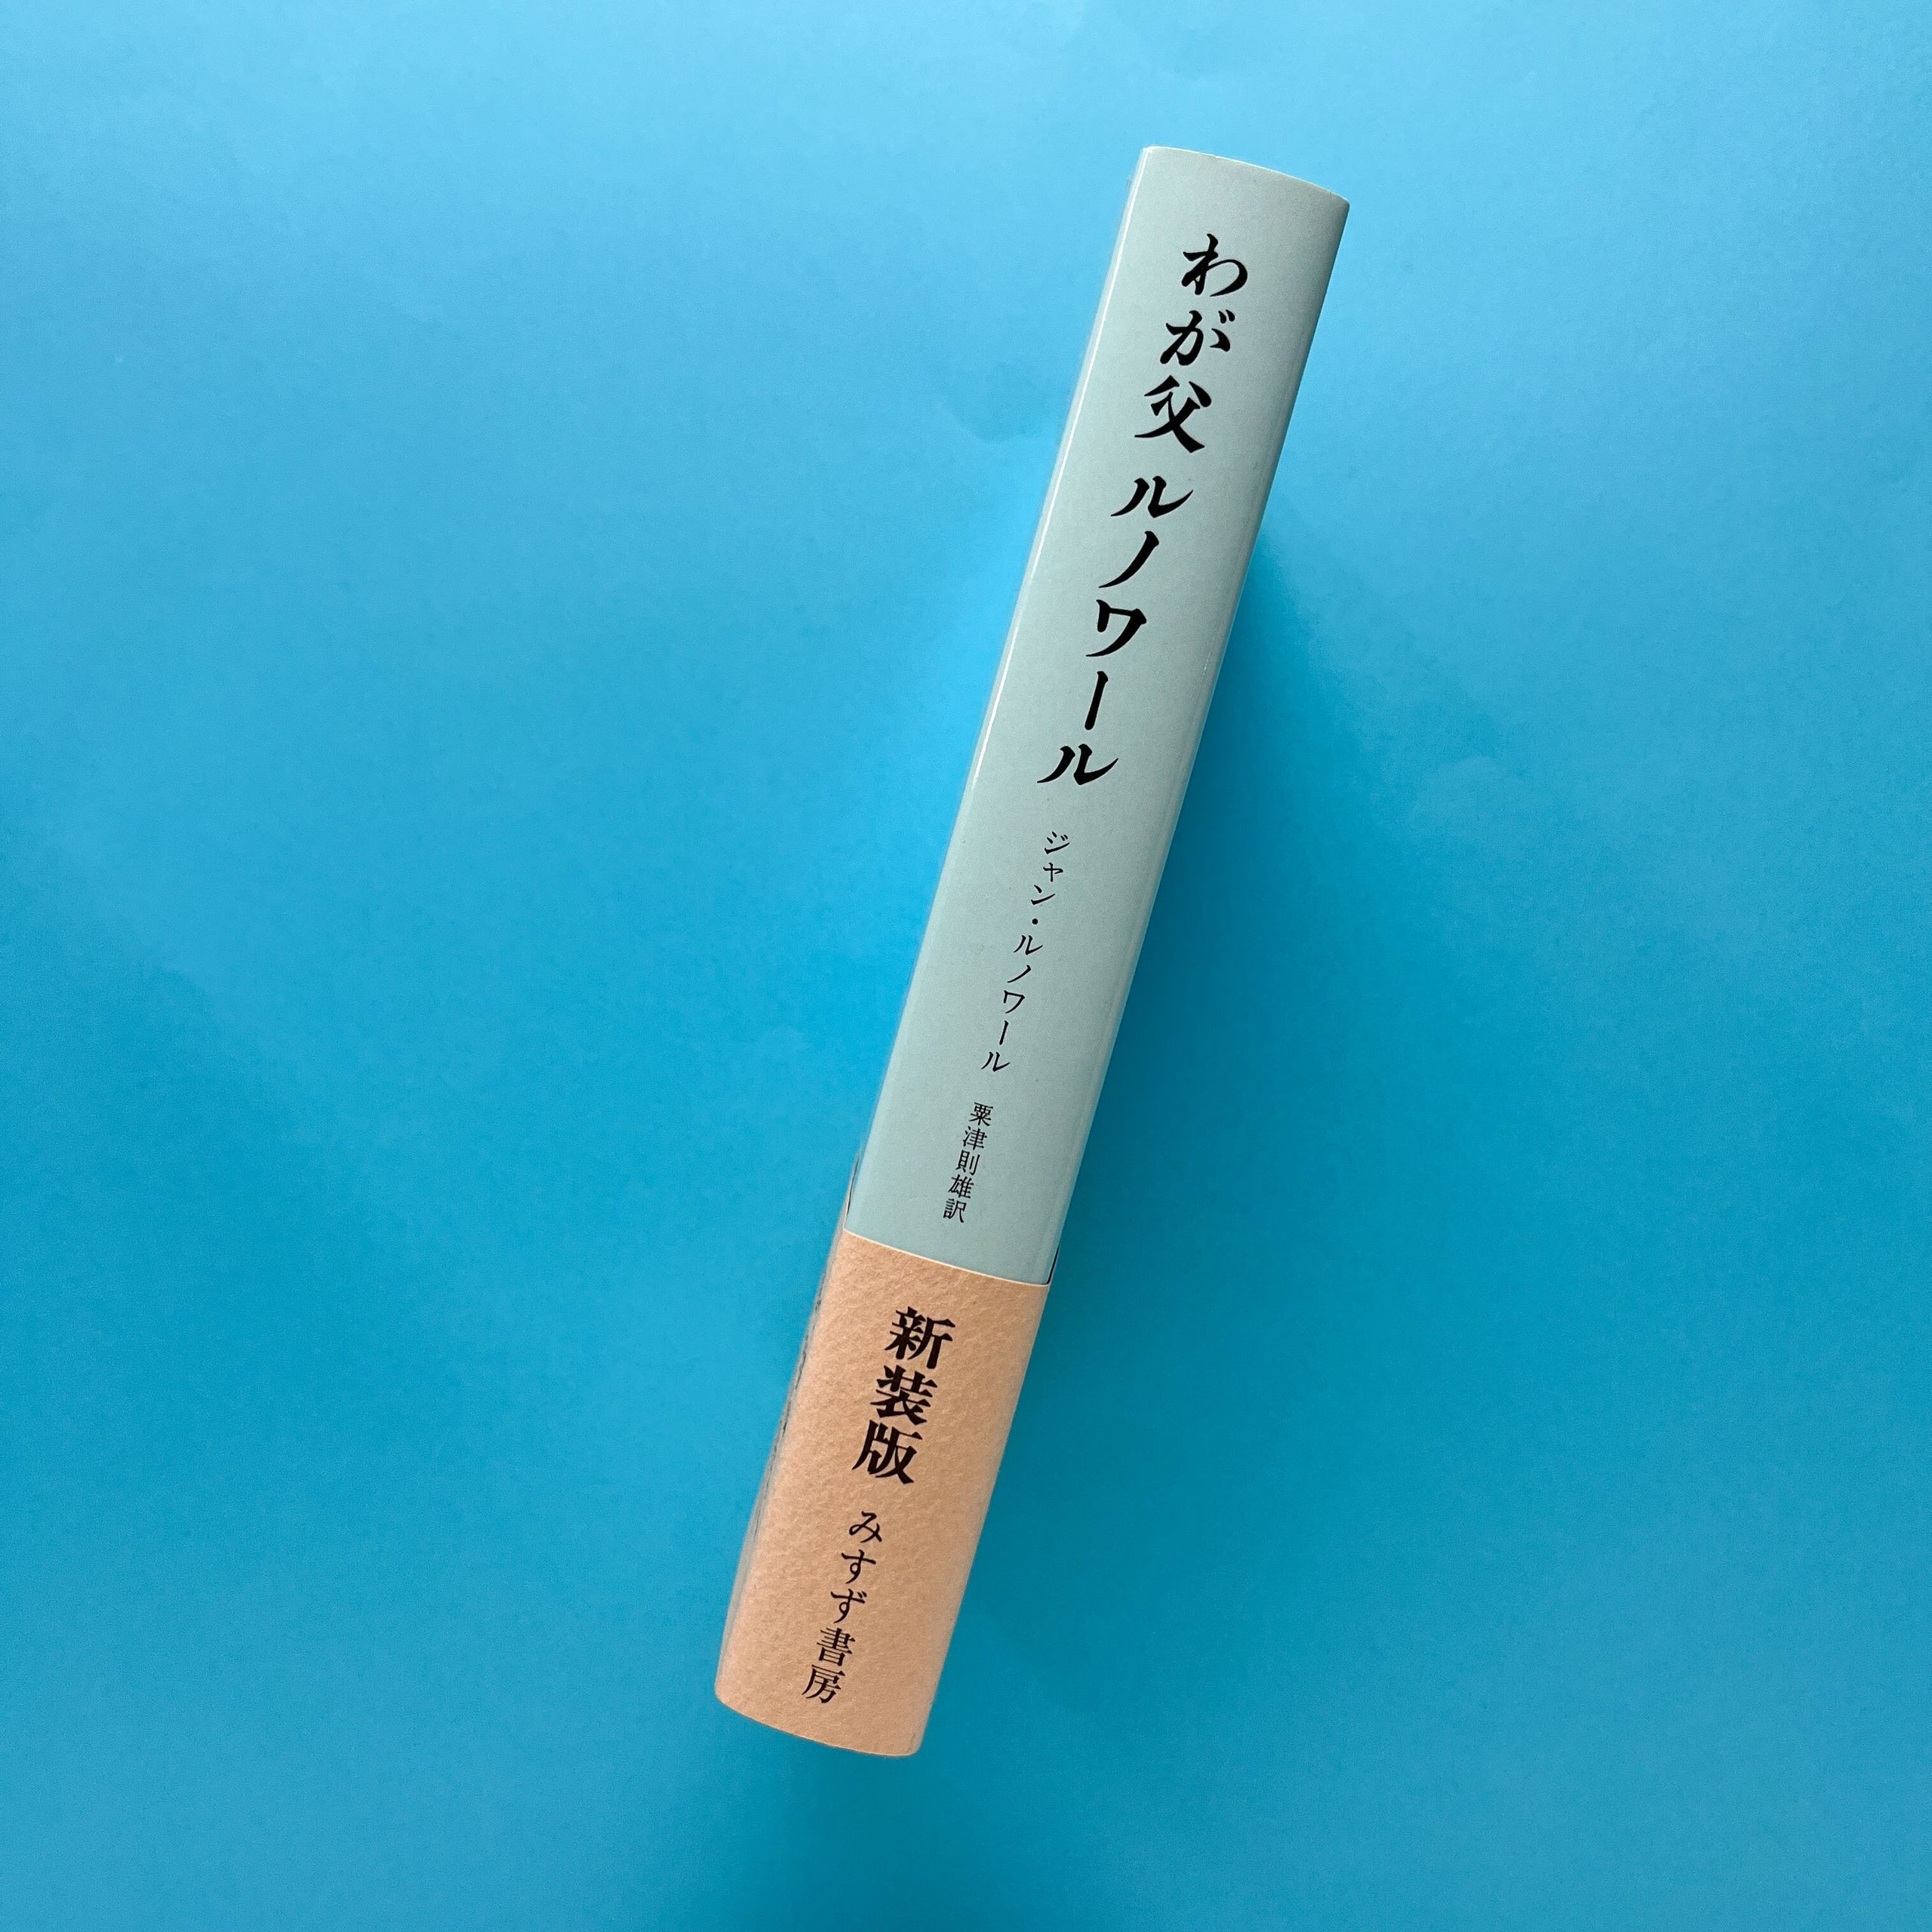 わが父 ルノワール
ジャン・ルノワール
粟津則雄訳
新装版
みすず書房